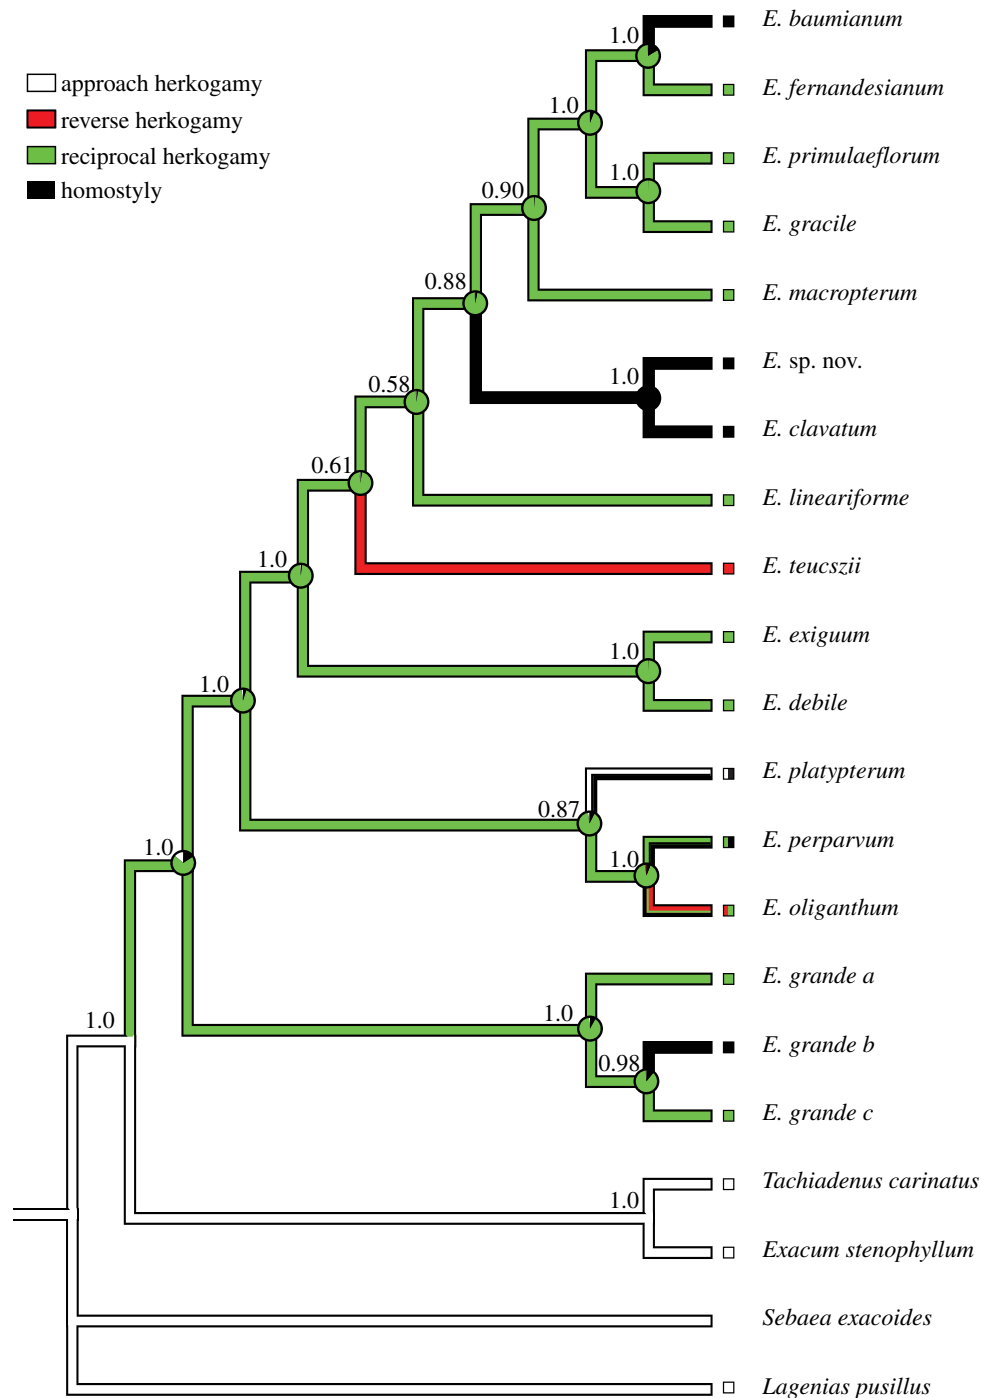 approach herkogamy
reverse herkogamy
reciprocal herkogamy
homostyly
1.0
E. baumianum
E. fernandesianum
1.0
E. primulaeflorum
1.0
E. gracile
0.90
E. macropterum
0.88
E. sp. nov.
1.0
E. clavatum
0.58
E. lineariforme
0.61
E. teucszii
1.0
E. exiguum
1.0
E. debile
1.0
E. platypterum
0.87
E. perparvum
1.0
1.0
E. oliganthum
E. grande a
1.0
1.0
E. grande b
0.98
E. grande c
Tachiadenus carinatus
1.0
Exacum stenophyllum
Sebaea exacoides
Lagenias pusillus